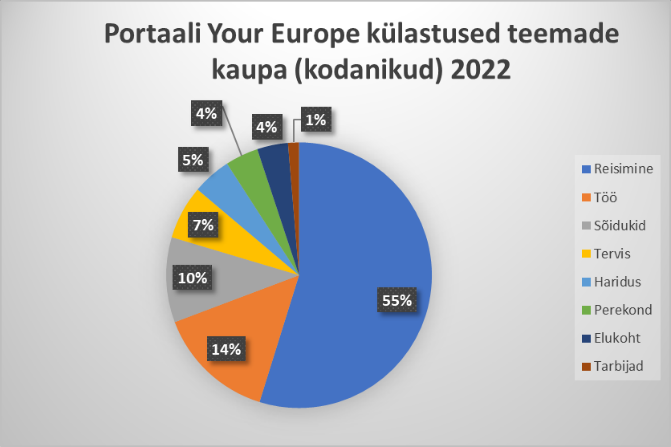 Portaali Your Europe külastused teemade
kaupa (kodanikud) 2022
4%
4%
1%
5%
7%
10%
14%
55%
Reisimine
Töö
Sõidukid
Tervis
Haridus
Perekond
Elukoht
Tarbijad